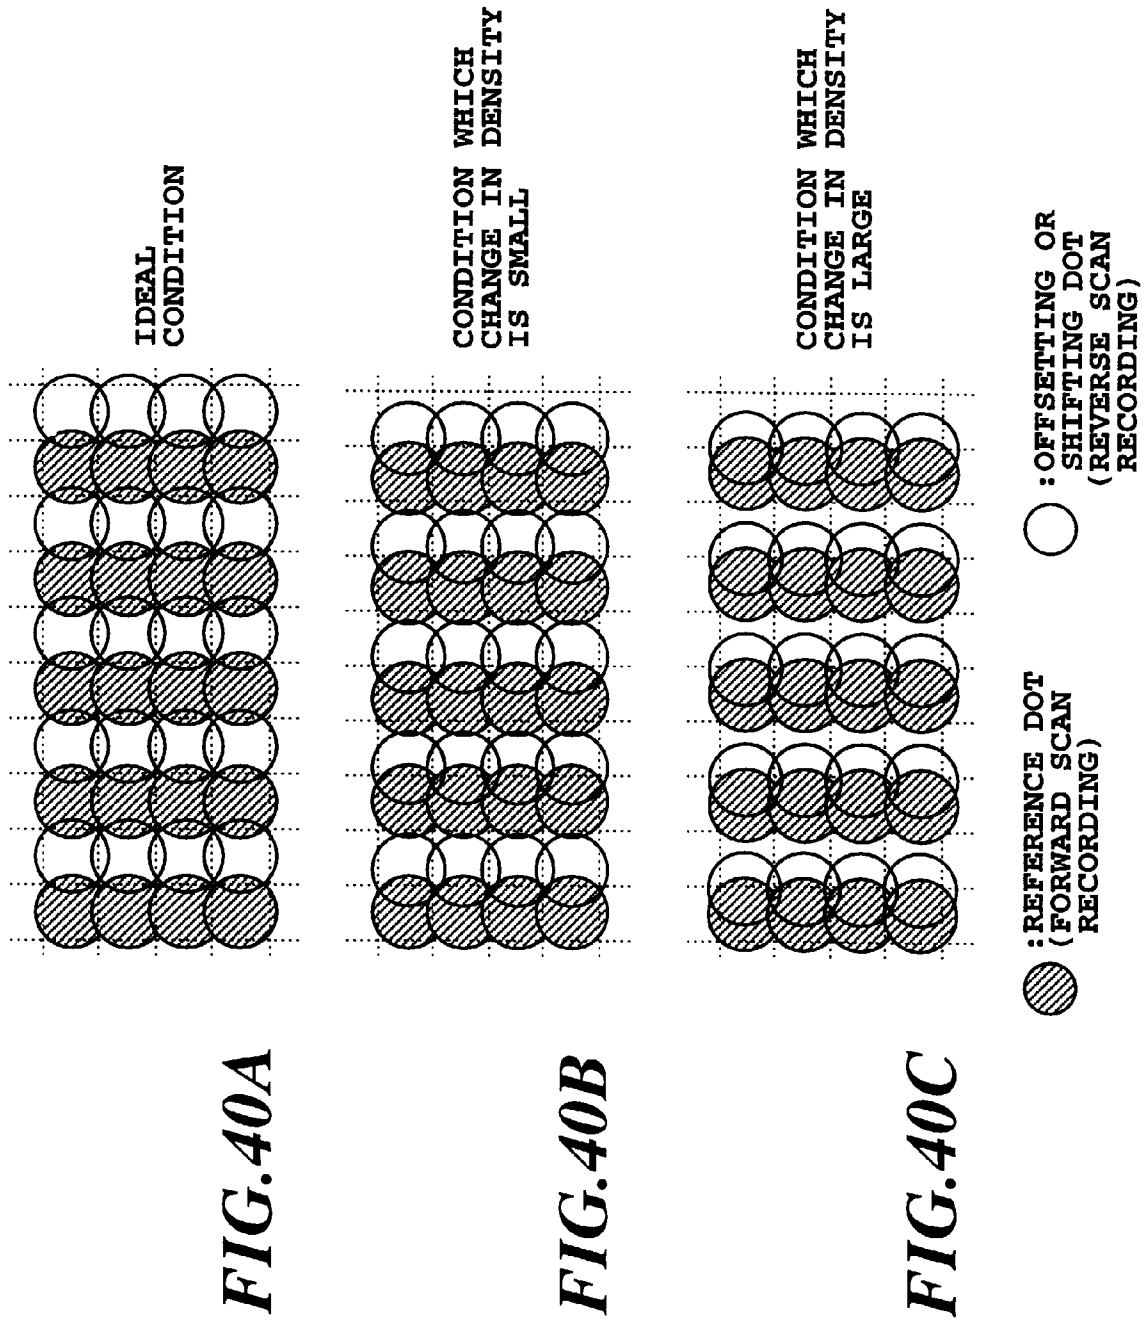 FIG.40A
IDEAL
CONDITION
FIG.40B
CONDITION WHICH
CHANGE IN DENSITY
IS SMALL
FIG.40C
CONDITION WHICH
CHANGE IN DENSITY
IS LARGE
:REFERENCE DOT
(FORWARD SCAN
RECORDING)
:OFFSETTING OR
SHIFTING DOT
(REVERSE SCAN
RECORDING)